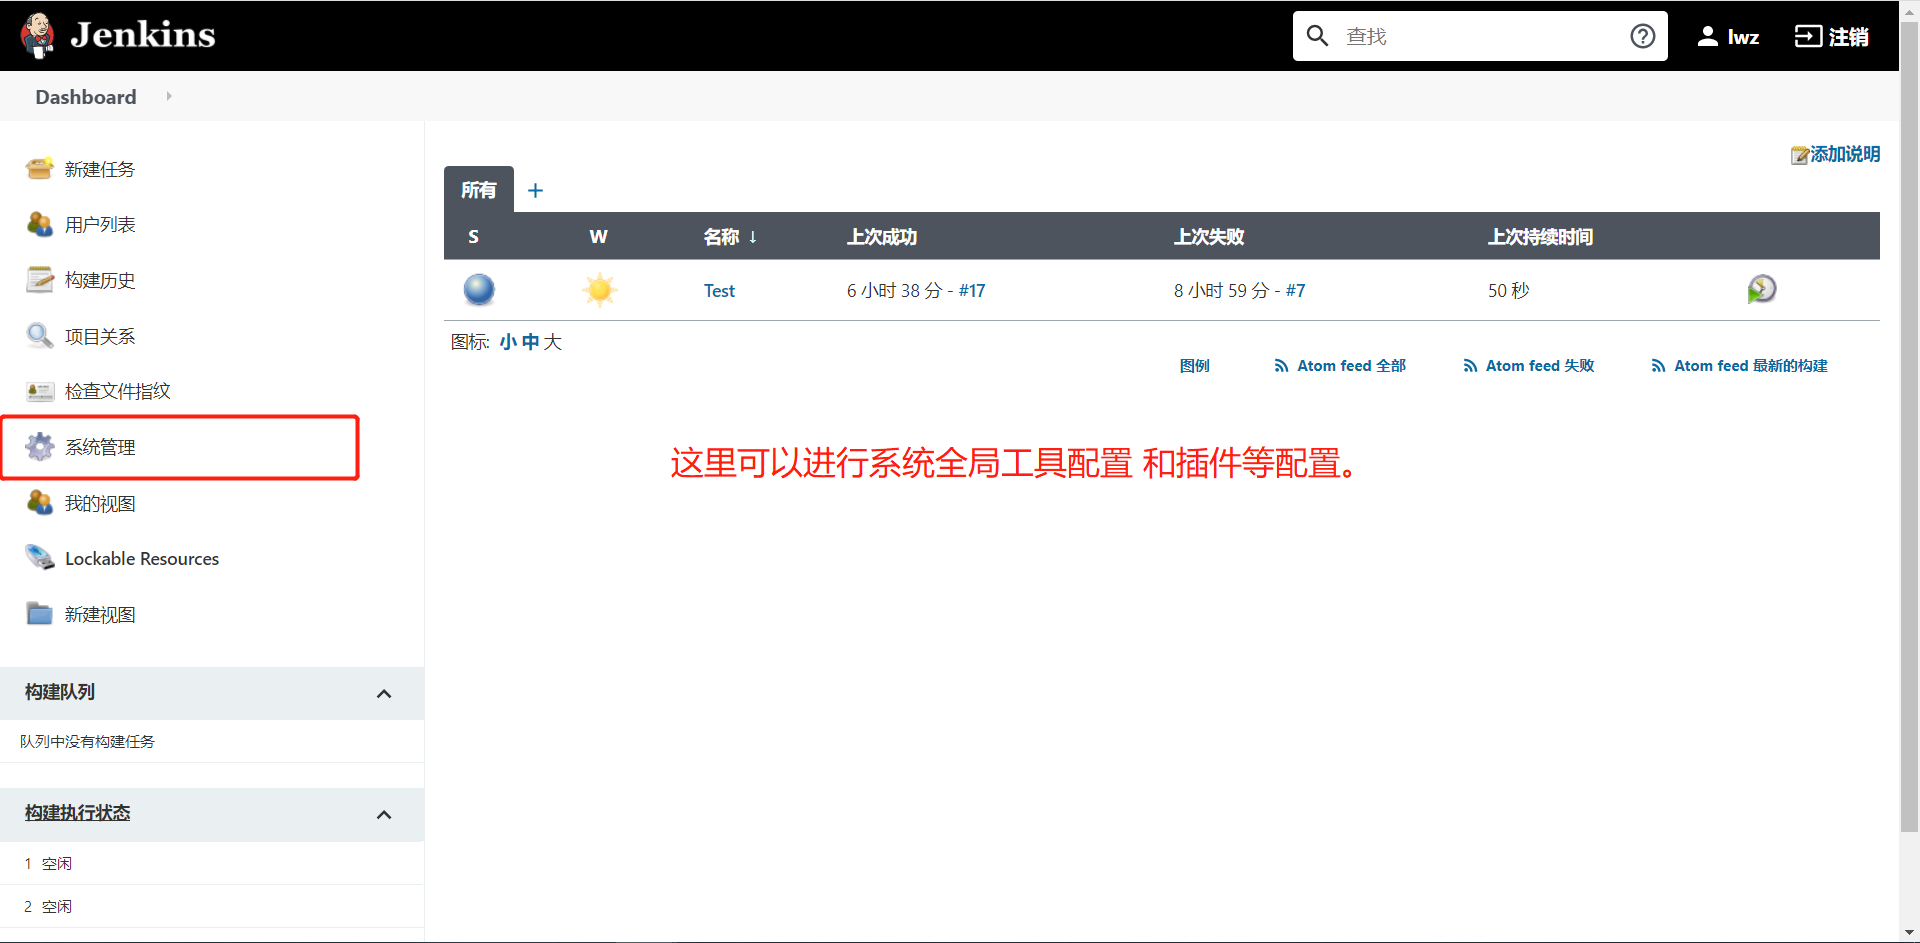 Jenkins
查找
lwz
注销
Dashboard
新建任务
用户列表
构建历史
项目关系
检查文件指纹
系统管理
我的视图
Lockable Resources
新建视图
构建队列
队列中没有构建任务
构建执行状态
1 空闲
2 空闲
添加说明
所有 +
S W 名称 ↓ 上次成功 上次失败 上次持续时间
Test 6 小时 38 分 - #17 8 小时 59 分 - #7 50 秒
图标: 小 中 大
图例 Atom feed 全部 Atom feed 失败 Atom feed 最新的构建
这里可以进行系统全局工具配置 和插件等配置。